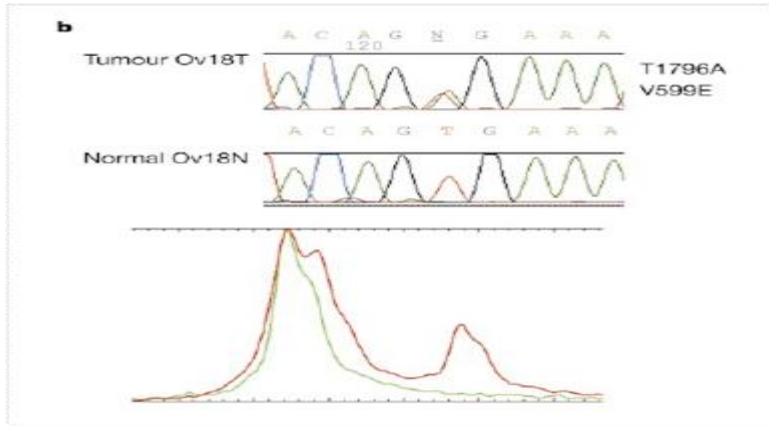 b
A C A G N G A A A
120
Tumour Ov18T
T1796A
V599E
A C A G T G A A A
Normal Ov18N